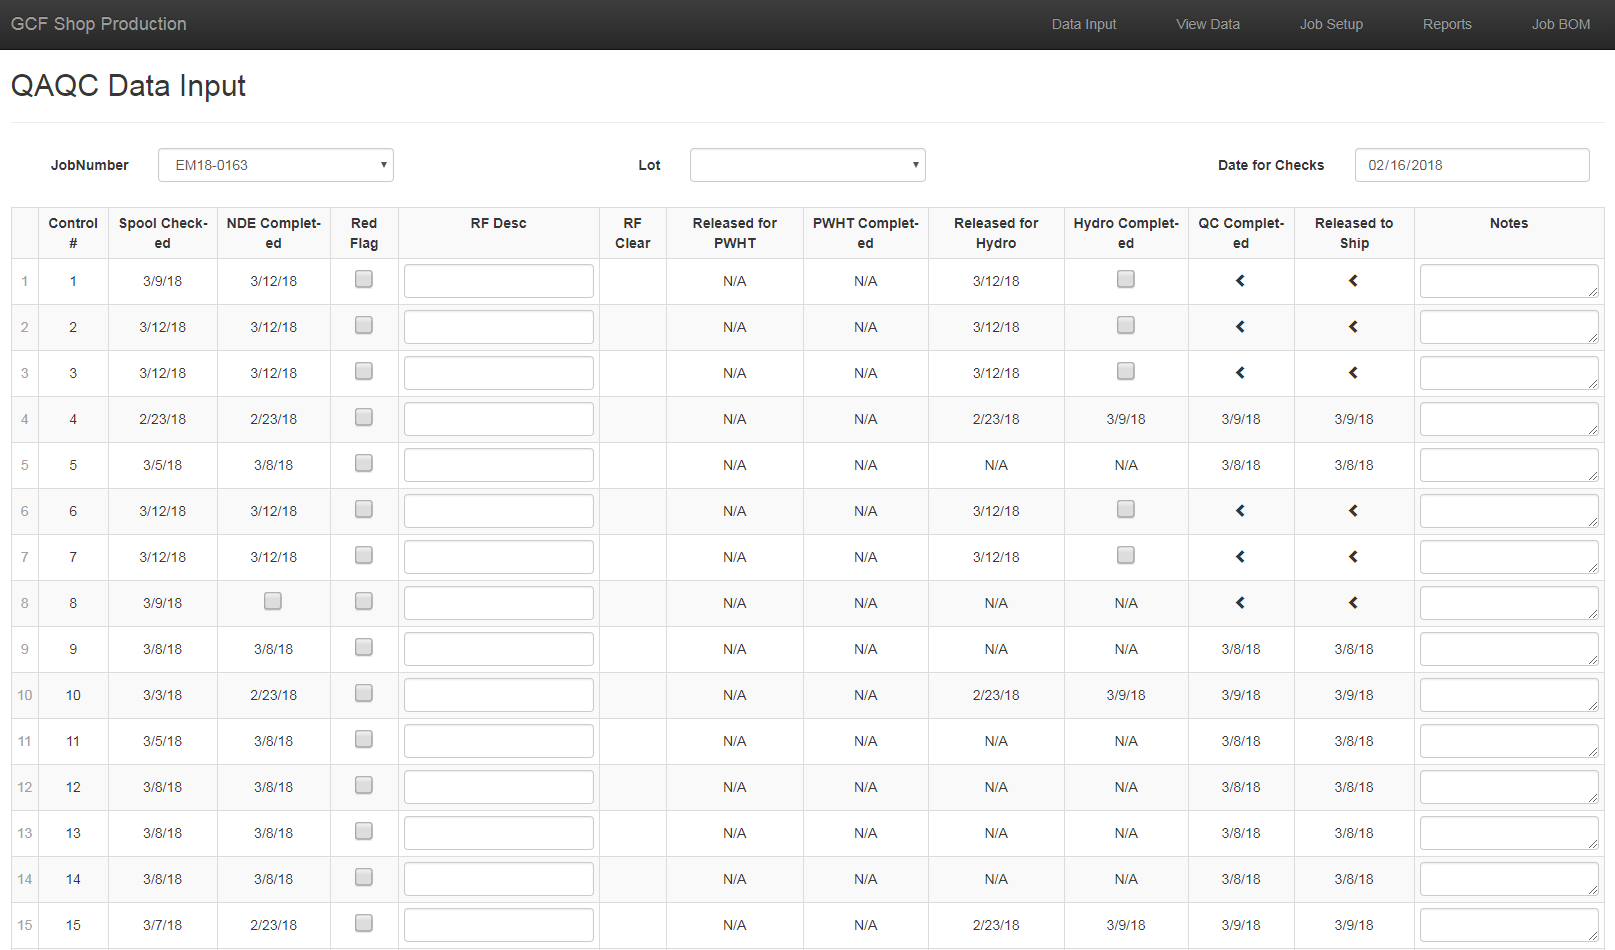 GCF Shop Production Data Input View Data Job Setup Reports Job BOM
QAQC Data Input
JobNumber EM18-0163 Lot Date for Checks 02/16/2018
Control Spool Check- NDE Complet- Red RF Desc RF Released for PWHT Complet- Released for Hydro Complet- QC Complet- Released to Notes
# ed ed Flag Clear PWHT ed Hydro ed ed Ship
1 1 3/9/18 3/12/18 N/A N/A 3/12/18
2 2 3/12/18 3/12/18 N/A N/A 3/12/18
3 3 3/12/18 3/12/18 N/A N/A 3/12/18
4 4 2/23/18 2/23/18 N/A N/A 2/23/18 3/9/18 3/9/18 3/9/18
5 5 3/5/18 3/8/18 N/A N/A N/A N/A 3/8/18 3/8/18
6 6 3/12/18 3/12/18 N/A N/A 3/12/18
7 7 3/12/18 3/12/18 N/A N/A 3/12/18
8 8 3/9/18 N/A N/A N/A N/A
9 9 3/8/18 3/8/18 N/A N/A N/A N/A 3/8/18 3/8/18
10 10 3/3/18 2/23/18 N/A N/A 2/23/18 3/9/18 3/9/18 3/9/18
11 11 3/5/18 3/8/18 N/A N/A N/A N/A 3/8/18 3/8/18
12 12 3/8/18 3/8/18 N/A N/A N/A N/A 3/8/18 3/8/18
13 13 3/8/18 3/8/18 N/A N/A N/A N/A 3/8/18 3/8/18
14 14 3/8/18 3/8/18 N/A N/A N/A N/A 3/8/18 3/8/18
15 15 3/7/18 2/23/18 N/A N/A 2/23/18 3/9/18 3/9/18 3/9/18